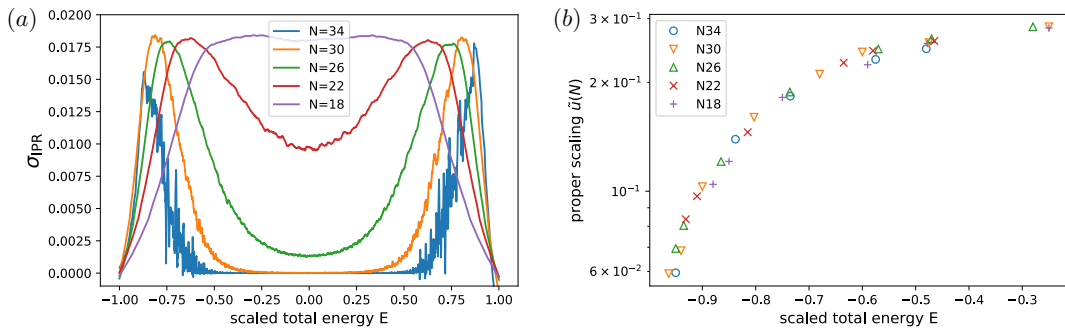 (a)
0.0200
0.0175
0.0150
0.0125
0.0100
0.0075
0.0050
0.0025
0.0000
σIPR
N=34
N=30
N=26
N=22
N=18
−1.00 −0.75 −0.50 −0.25 0.00 0.25 0.50 0.75 1.00
scaled total energy E
(b)
3 × 10⁻¹
2 × 10⁻¹
10⁻¹
6 × 10⁻²
proper scaling ũ(N)
N34
N30
N26
N22
N18
−0.9 −0.8 −0.7 −0.6 −0.5 −0.4 −0.3
scaled total energy E